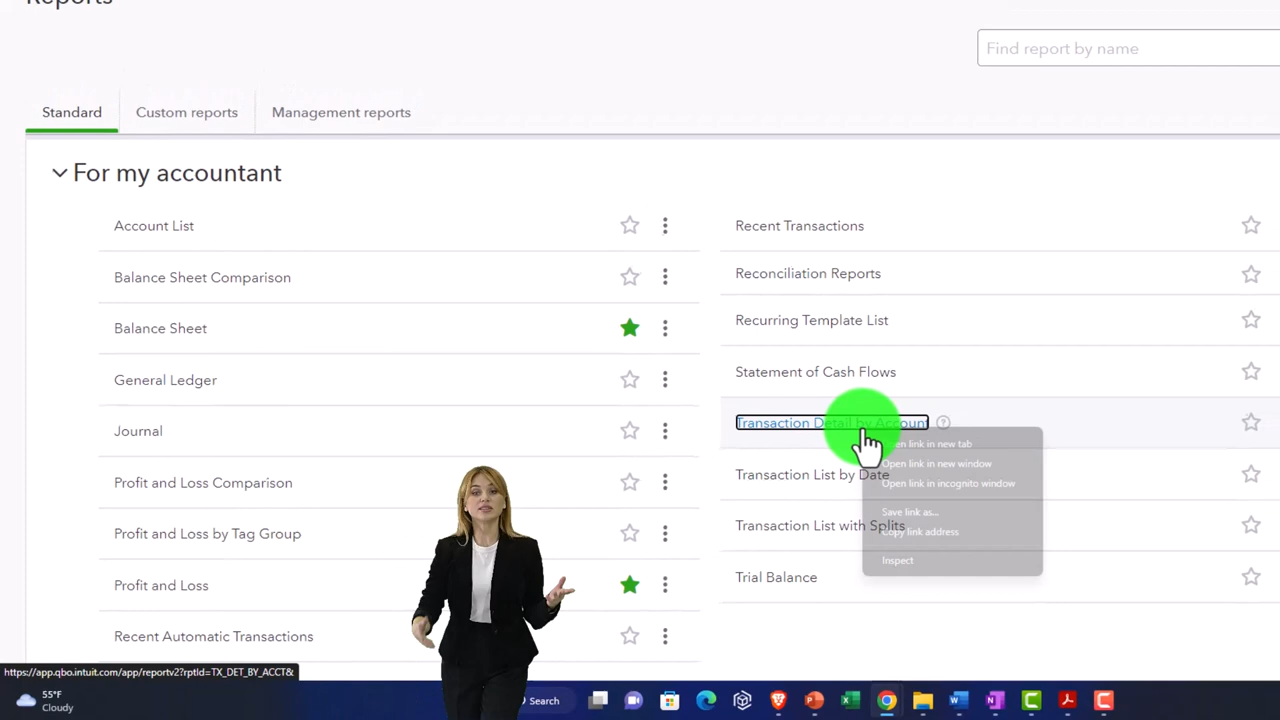 Reports
Find report by name
Standard
Custom reports
Management reports
For my accountant
Account List
Balance Sheet Comparison
Balance Sheet
General Ledger
Journal
Profit and Loss Comparison
Profit and Loss by Tag Group
Profit and Loss
Recent Automatic Transactions
Recent Transactions
Reconciliation Reports
Recurring Template List
Statement of Cash Flows
Transaction Detail by Account
Transaction List by Date
Transaction List with Splits
Trial Balance
link in new tab
Open link in new window
Open link in incognito window
Save link as...
Copy link address
Inspect
https://app.qbo.intuit.com/app/reportv2?rptId=TX_DET_BY_ACCT&
55°F
Cloudy
Search